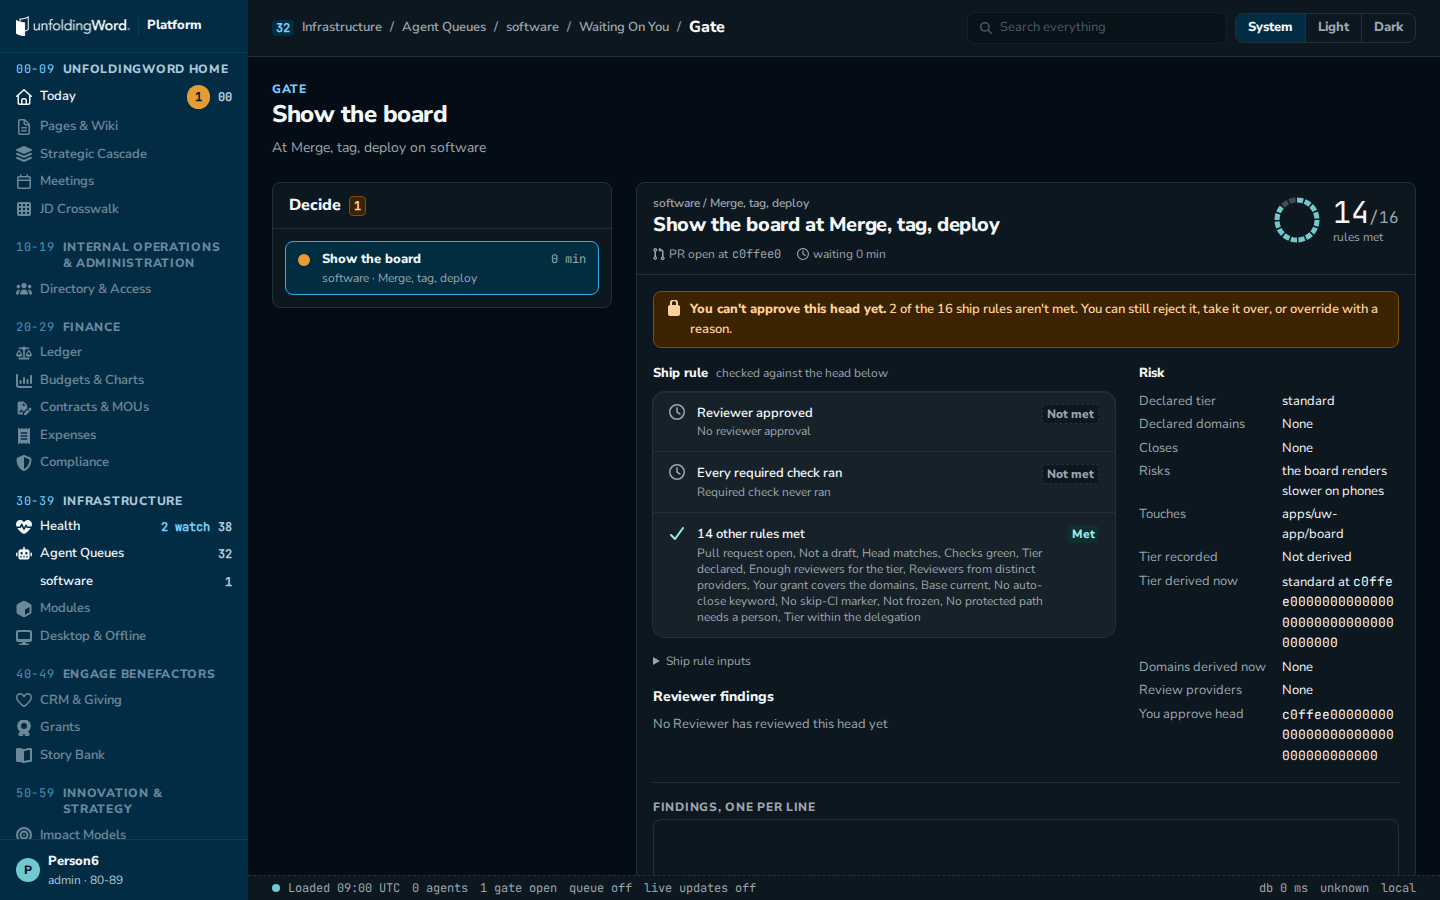 unfoldingWord Platform
00-09 UNFOLDINGWORD HOME
Today 1 00
Pages & Wiki
Strategic Cascade
Meetings
JD Crosswalk
10-19 INTERNAL OPERATIONS
& ADMINISTRATION
Directory & Access
20-29 FINANCE
Ledger
Budgets & Charts
Contracts & MOUs
Expenses
Compliance
30-39 INFRASTRUCTURE
Health 2 watch 38
Agent Queues 32
software 1
Modules
Desktop & Offline
40-49 ENGAGE BENEFACTORS
CRM & Giving
Grants
Story Bank
50-59 INNOVATION &
STRATEGY
Impact Models
P Person6
admin · 80-89
32 Infrastructure / Agent Queues / software / Waiting On You / Gate
Search everything
System Light Dark
GATE
Show the board
At Merge, tag, deploy on software
Decide 1
Show the board 0 min
software · Merge, tag, deploy
software / Merge, tag, deploy
Show the board at Merge, tag, deploy
PR open at c0ffee0 waiting 0 min
14/16
rules met
You can't approve this head yet. 2 of the 16 ship rules aren't met. You can still reject it, take it over, or override with a
reason.
Ship rule checked against the head below
Reviewer approved Not met
No reviewer approval
Every required check ran Not met
Required check never ran
14 other rules met Met
Pull request open, Not a draft, Head matches, Checks green, Tier
declared, Enough reviewers for the tier, Reviewers from distinct
providers, Your grant covers the domains, Base current, No auto-
close keyword, No skip-CI marker, Not frozen, No protected path
needs a person, Tier within the delegation
Ship rule inputs
Reviewer findings
No Reviewer has reviewed this head yet
Risk
Declared tier standard
Declared domains None
Closes None
Risks the board renders
slower on phones
Touches apps/uw-
app/board
Tier recorded Not derived
Tier derived now standard at c0ffe
e0000000000000
00000000000000
0000000
Domains derived now None
Review providers None
You approve head c0ffee00000000
00000000000000
000000000000
FINDINGS, ONE PER LINE
Loaded 09:00 UTC 0 agents 1 gate open queue off live updates off
db 0 ms unknown local